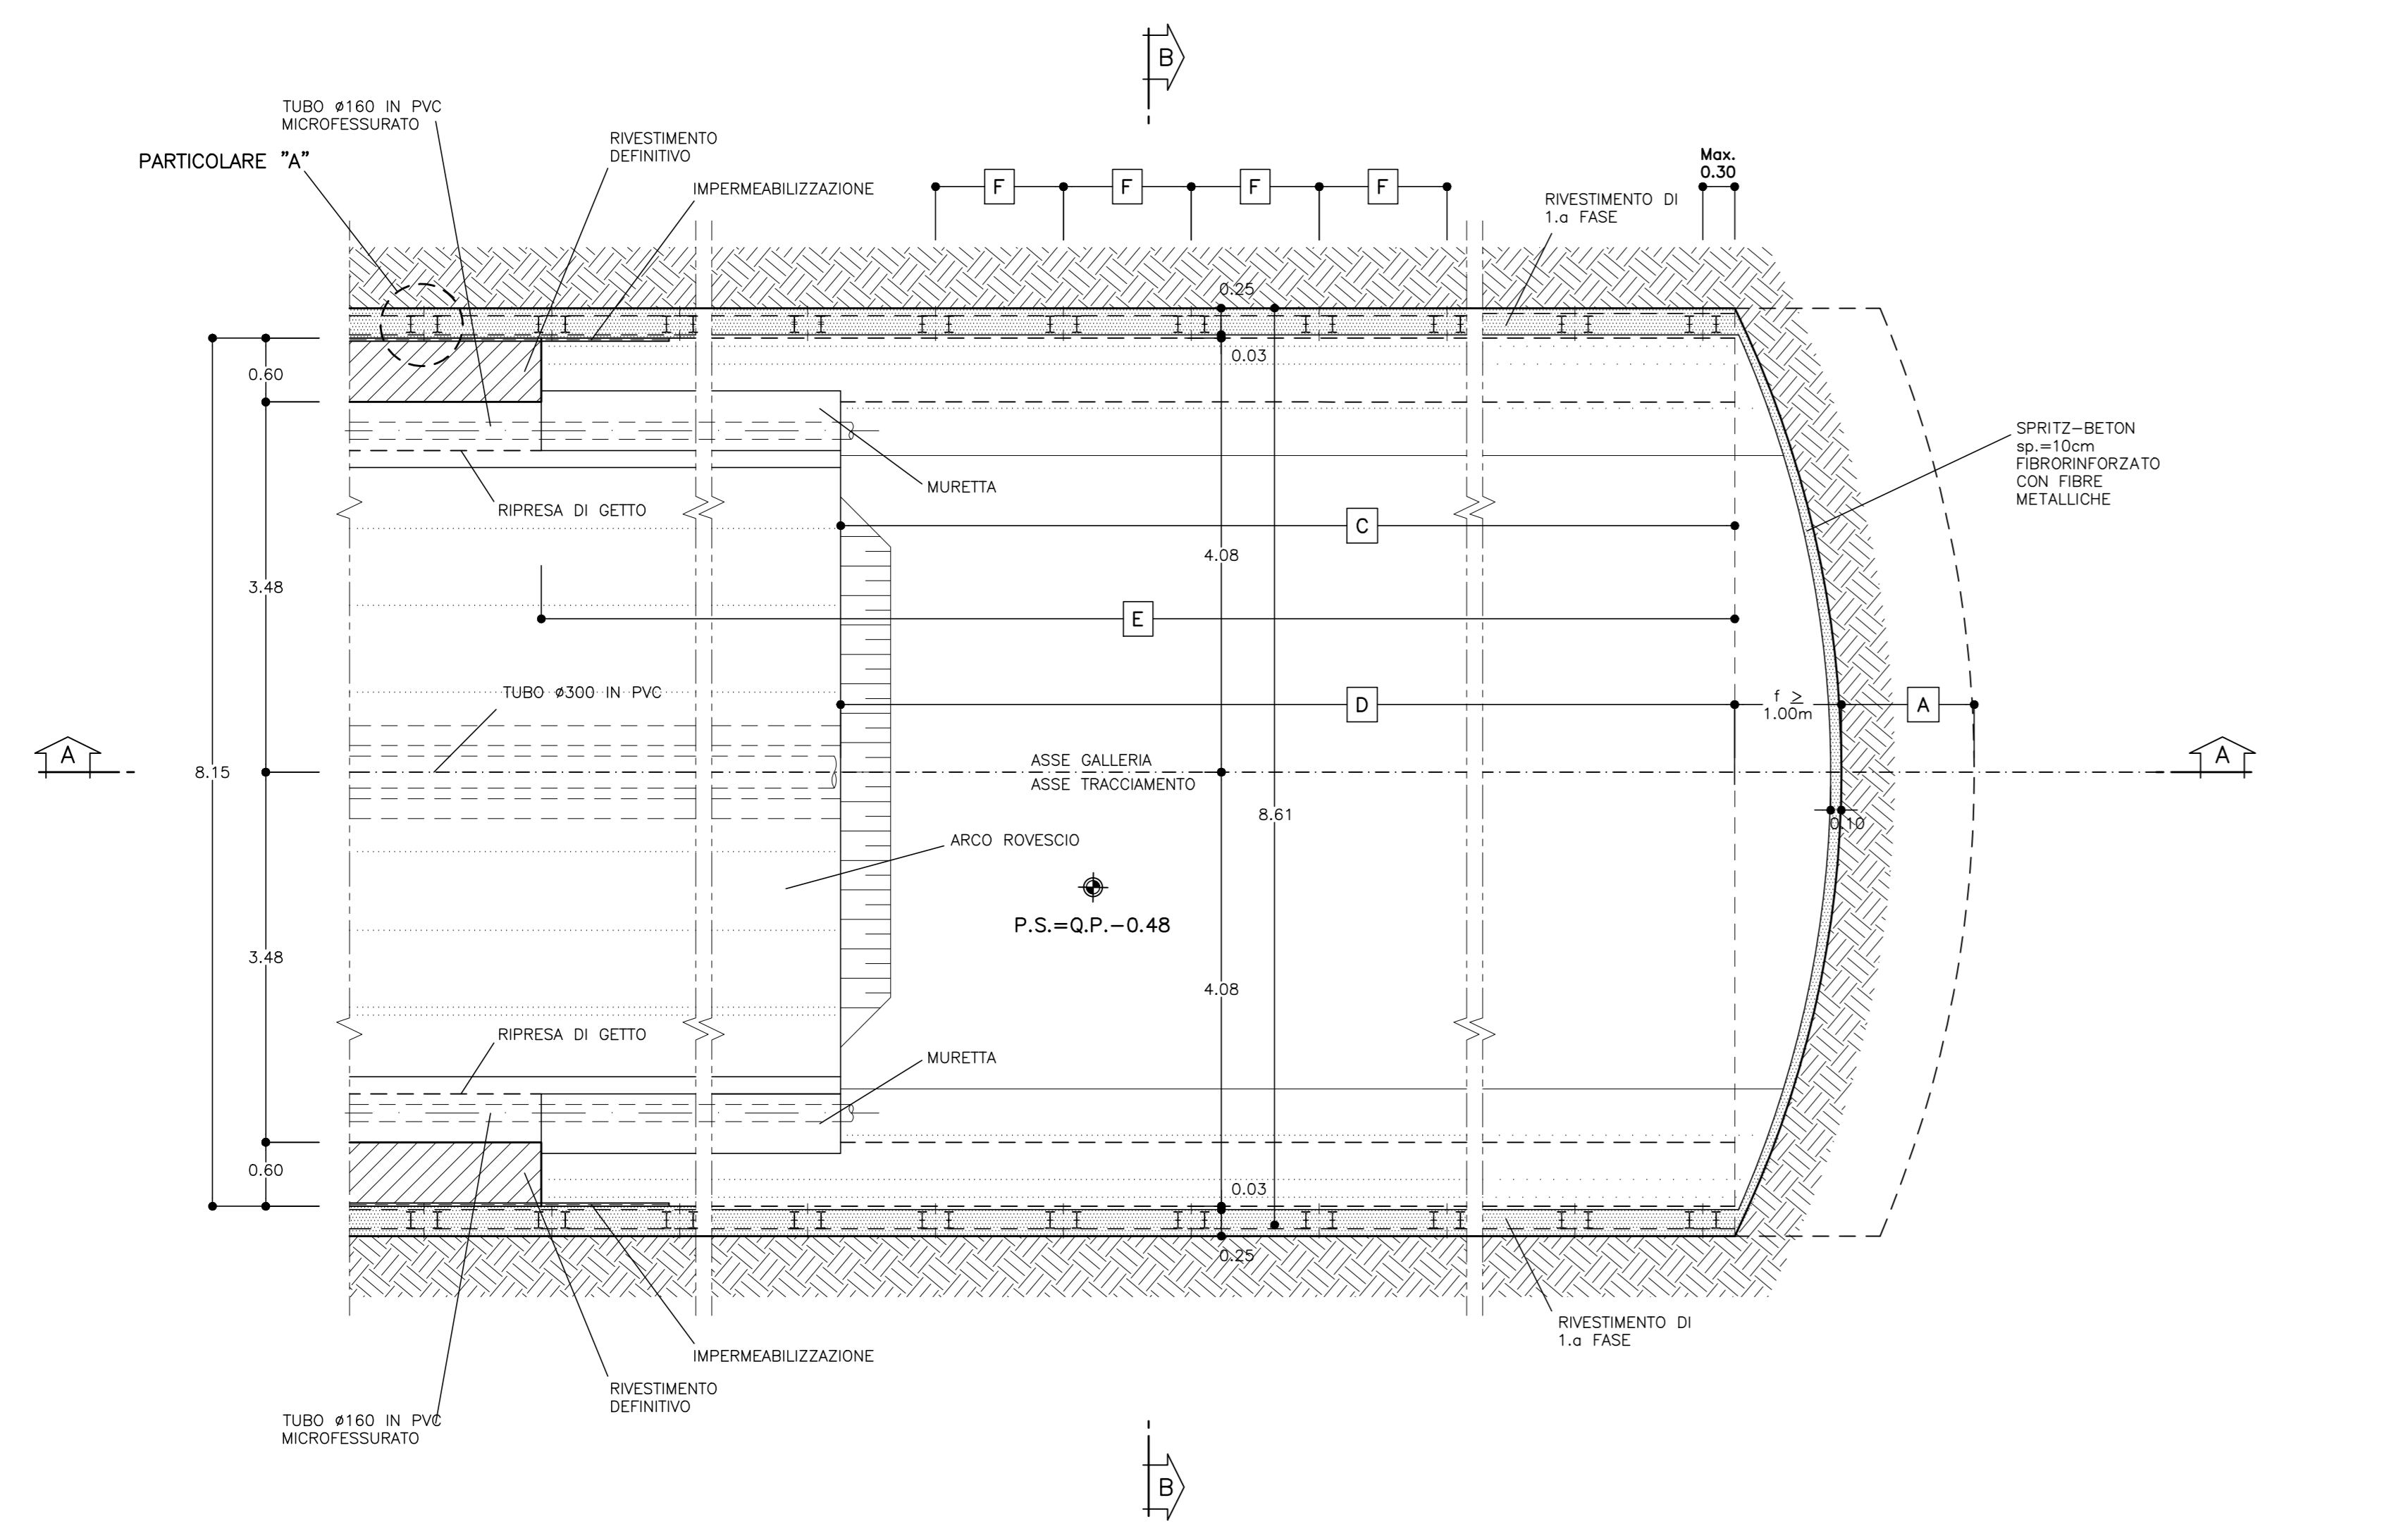 B
TUBO ø160 IN PVC
MICROFESSURATO
RIVESTIMENTO
DEFINITIVO
PARTICOLARE "A"
IMPERMEABILIZZAZIONE
F
F
F
F
Max.
0.30
RIVESTIMENTO DI
1.a FASE
0.25
0.03
0.60
SPRITZ-BETON
sp.=10cm
FIBRORINFORZATO
CON FIBRE
METALLICHE
MURETTA
RIPRESA DI GETTO
C
4.08
3.48
E
TUBO ø300 IN PVC
D
f ≥
1.00m
A
A
A
8.15
ASSE GALLERIA
ASSE TRACCIAMENTO
8.61
0.10
ARCO ROVESCIO
P.S.=Q.P.-0.48
3.48
4.08
RIPRESA DI GETTO
MURETTA
0.60
0.03
0.25
RIVESTIMENTO DI
1.a FASE
IMPERMEABILIZZAZIONE
RIVESTIMENTO
DEFINITIVO
TUBO ø160 IN PVC
MICROFESSURATO
B